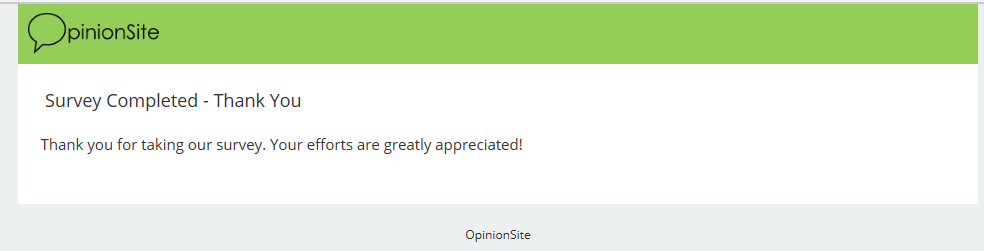 OpinionSite
Survey Completed - Thank You
Thank you for taking our survey. Your efforts are greatly appreciated!
OpinionSite